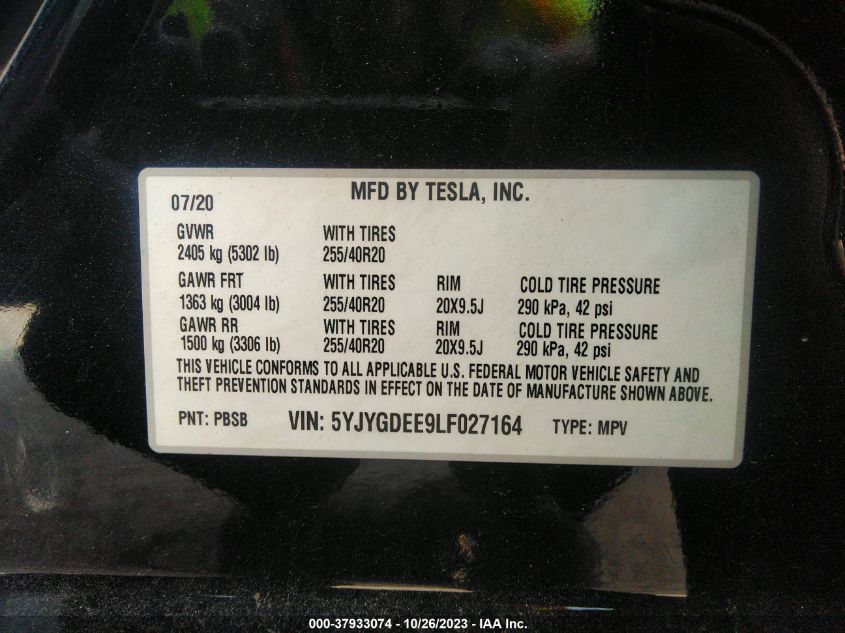 MFD BY TESLA, INC.
07/20
GVWR WITH TIRES
2405 kg (5302 lb) 255/40R20
GAWR FRT WITH TIRES RIM COLD TIRE PRESSURE
1363 kg (3004 lb) 255/40R20 20X9.5J 290 kPa, 42 psi
GAWR RR WITH TIRES RIM COLD TIRE PRESSURE
1500 kg (3306 lb) 255/40R20 20X9.5J 290 kPa, 42 psi
THIS VEHICLE CONFORMS TO ALL APPLICABLE U.S. FEDERAL MOTOR VEHICLE SAFETY AND
THEFT PREVENTION STANDARDS IN EFFECT ON THE DATE OF MANUFACTURE SHOWN ABOVE.
PNT: PBSB VIN: 5YJYGDEE9LF027164 TYPE: MPV
000-37933074 - 10/26/2023 - IAA Inc.